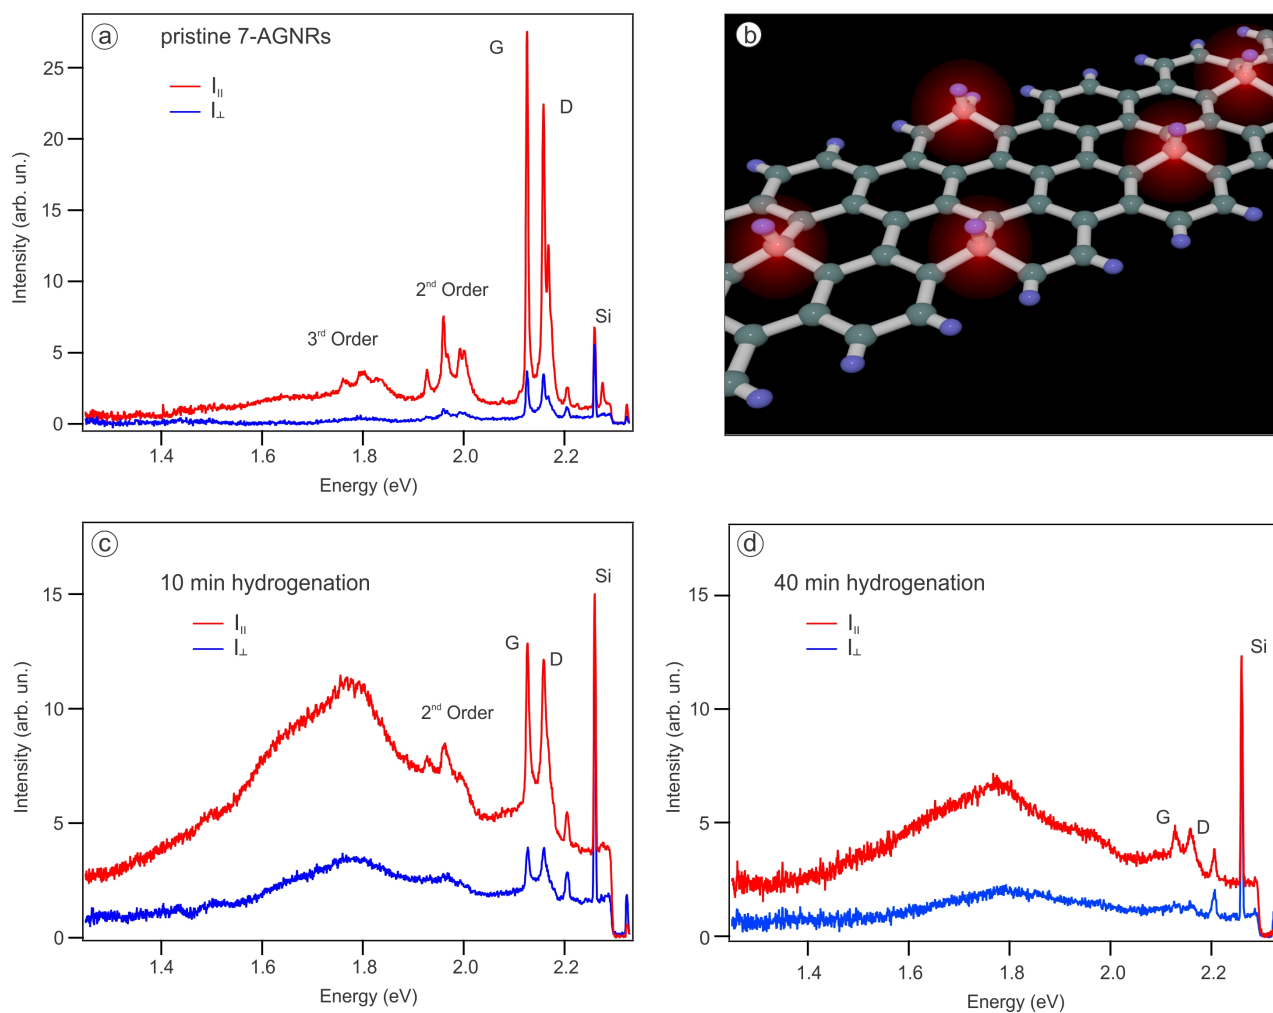 a
pristine 7-AGNRs
I||
I⊥
G
D
Si
2nd Order
3rd Order
25
20
15
10
5
0
Intensity (arb. un.)
1.4 1.6 1.8 2.0 2.2
Energy (eV)
b
c
10 min hydrogenation
I||
I⊥
Si
G
D
2nd Order
15
10
5
0
Intensity (arb. un.)
1.4 1.6 1.8 2.0 2.2
Energy (eV)
d
40 min hydrogenation
I||
I⊥
Si
G
D
15
10
5
0
Intensity (arb. un.)
1.4 1.6 1.8 2.0 2.2
Energy (eV)